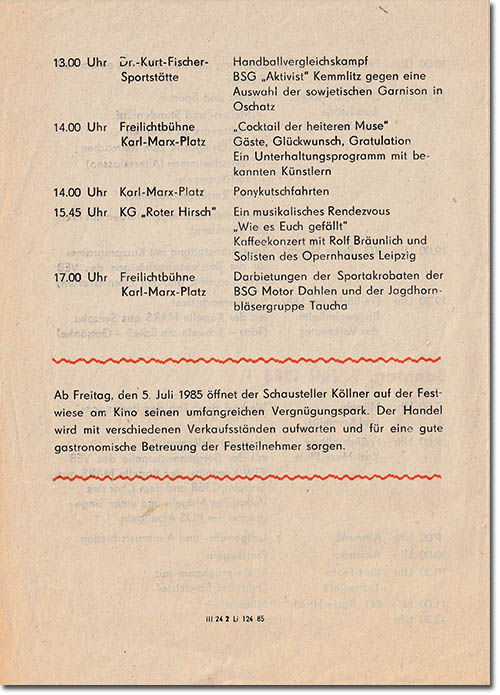 13.00 Uhr Dr.-Kurt-Fischer- Handballvergleichskampf
Sportstätte BSG „Aktivist" Kemmlitz gegen eine
Auswahl der sowjetischen Garnison in
Oschatz
14.00 Uhr Freilichtbühne „Cocktail der heiteren Muse"
Karl-Marx-Platz Gäste, Glückwunsch, Gratulation
Ein Unterhaltungsprogramm mit be-
kannten Künstlern
14.00 Uhr Karl-Marx-Platz Ponykutschfahrten
15.45 Uhr KG „Roter Hirsch" Ein musikalisches Rendezvous
„Wie es Euch gefällt"
Kaffeekonzert mit Rolf Bräunlich und
Solisten des Opernhauses Leipzig
17.00 Uhr Freilichtbühne Darbietungen der Sportakrobaten der
Karl-Marx-Platz BSG Motor Dahlen und der Jagdhorn-
bläsergruppe Taucha
Ab Freitag, den 5. Juli 1985 öffnet der Schausteller Köllner auf der Fest-
wiese am Kino seinen umfangreichen Vergnügungspark. Der Handel
wird mit verschiedenen Verkaufsständen aufwarten und für eine gute
gastronomische Betreuung der Festteilnehmer sorgen.
III 24 2 Li 124 85